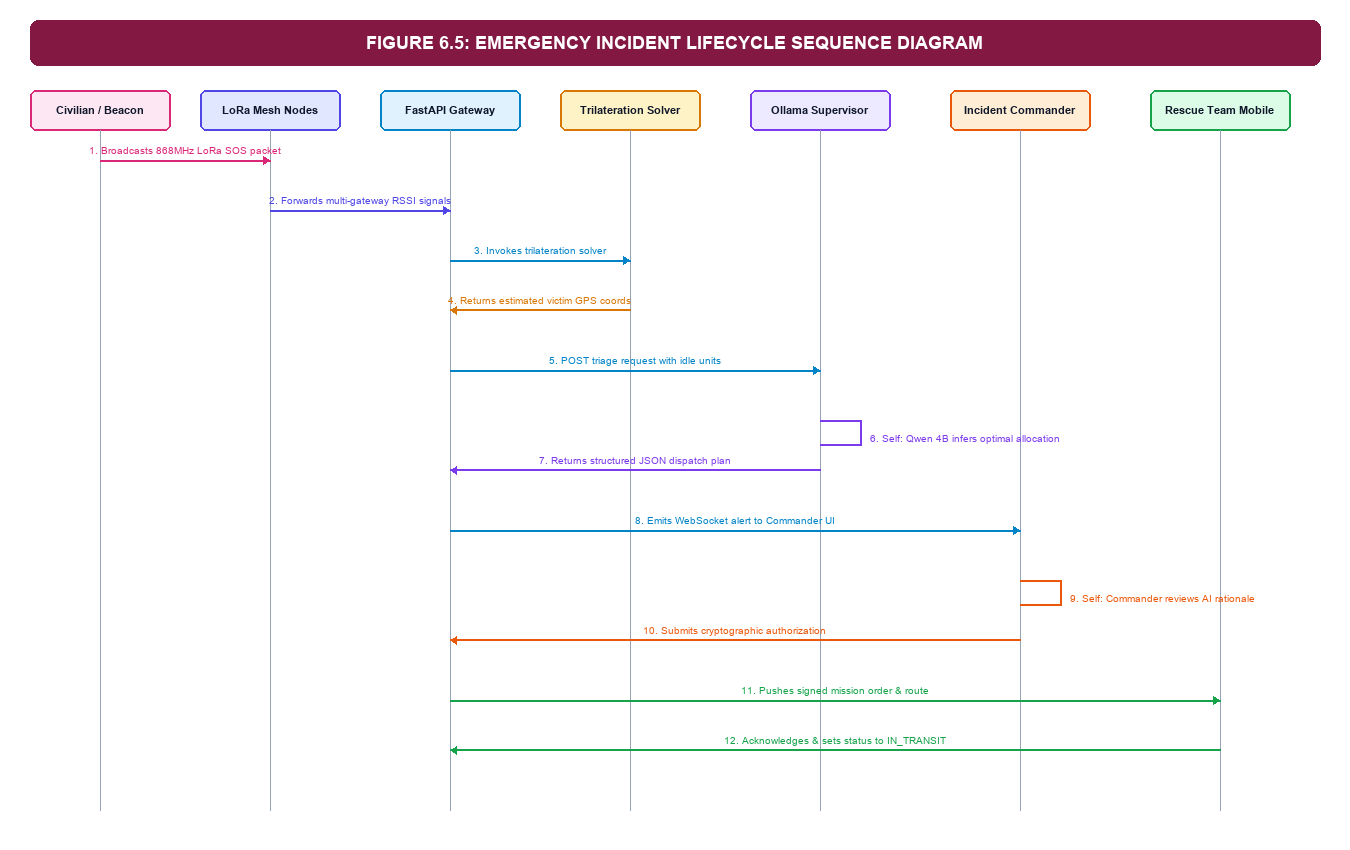 FIGURE 6.5: EMERGENCY INCIDENT LIFECYCLE SEQUENCE DIAGRAM
Civilian / Beacon
LoRa Mesh Nodes
FastAPI Gateway
Trilateration Solver
Ollama Supervisor
Incident Commander
Rescue Team Mobile
1. Broadcasts 868MHz LoRa SOS packet
2. Forwards multi-gateway RSSI signals
3. Invokes trilateration solver
4. Returns estimated victim GPS coords
5. POST triage request with idle units
6. Self: Qwen 4B infers optimal allocation
7. Returns structured JSON dispatch plan
8. Emits WebSocket alert to Commander UI
9. Self: Commander reviews AI rationale
10. Submits cryptographic authorization
11. Pushes signed mission order & route
12. Acknowledges & sets status to IN_TRANSIT